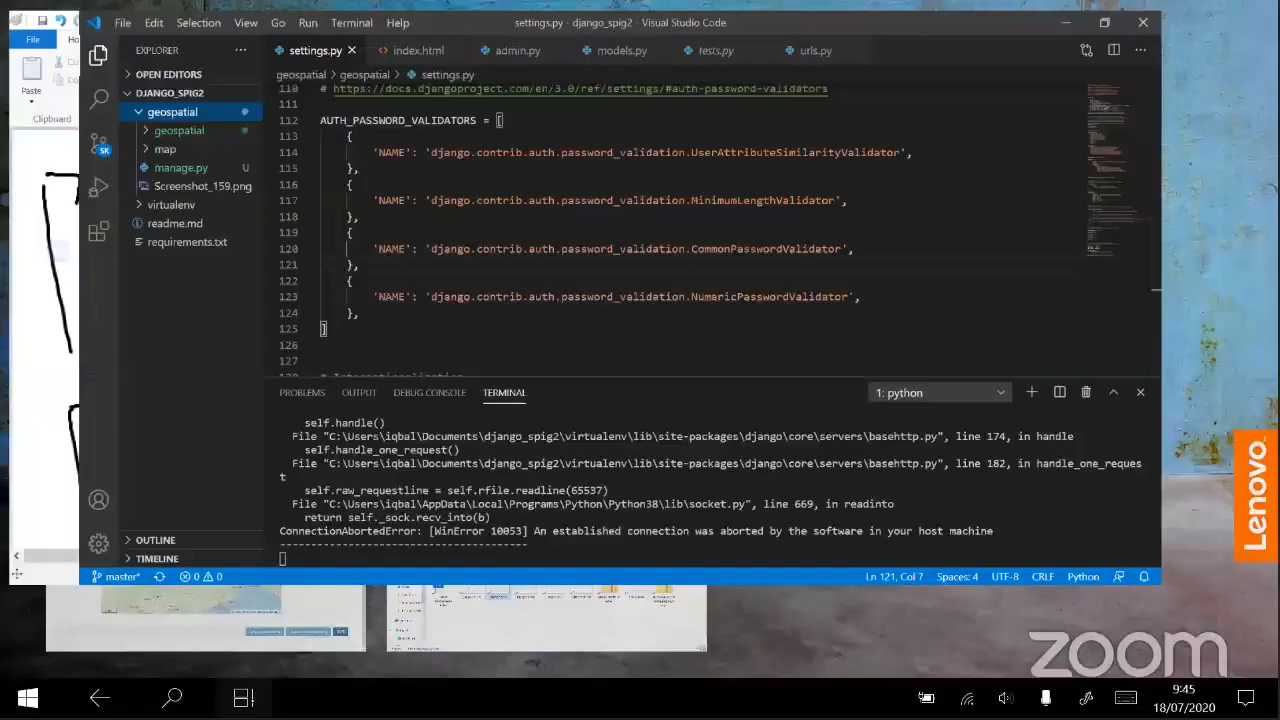 File Edit Selection View Go Run Terminal Help
settings.py - django_spig2 - Visual Studio Code
File
Paste
Clipboard
EXPLORER
OPEN EDITORS
DJANGO_SPIG2
geospatial
geospatial
map
manage.py U
Screenshot_159.png
virtualenv
readme.md
requirements.txt
OUTLINE
TIMELINE
settings.py index.html admin.py models.py tests.py urls.py
geospatial > geospatial > settings.py
110 # https://docs.djangoproject.com/en/3.0/ref/settings/#auth-password-validators
111
112 AUTH_PASSWORD_VALIDATORS = [
113 {
114 'NAME': 'django.contrib.auth.password_validation.UserAttributeSimilarityValidator',
115 },
116 {
117 'NAME': 'django.contrib.auth.password_validation.MinimumLengthValidator',
118 },
119 {
120 'NAME': 'django.contrib.auth.password_validation.CommonPasswordValidator',
121 },
122 {
123 'NAME': 'django.contrib.auth.password_validation.NumericPasswordValidator',
124 },
125 ]
126
127
PROBLEMS OUTPUT DEBUG CONSOLE TERMINAL
1: python
self.handle()
File "C:\Users\iqbal\Documents\django_spig2\virtualenv\lib\site-packages\django\core\servers\basehttp.py", line 174, in handle
self.handle_one_request()
File "C:\Users\iqbal\Documents\django_spig2\virtualenv\lib\site-packages\django\core\servers\basehttp.py", line 182, in handle_one_reques
t
self.raw_requestline = self.rfile.readline(65537)
File "C:\Users\iqbal\AppData\Local\Programs\Python\Python38\lib\socket.py", line 669, in readinto
return self._sock.recv_into(b)
ConnectionAbortedError: [WinError 10053] An established connection was aborted by the software in your host machine
----------------------------------------
master* 0 0
Ln 121, Col 7 Spaces: 4 UTF-8 CRLF Python
Lenovo
zoom
9:45
18/07/2020